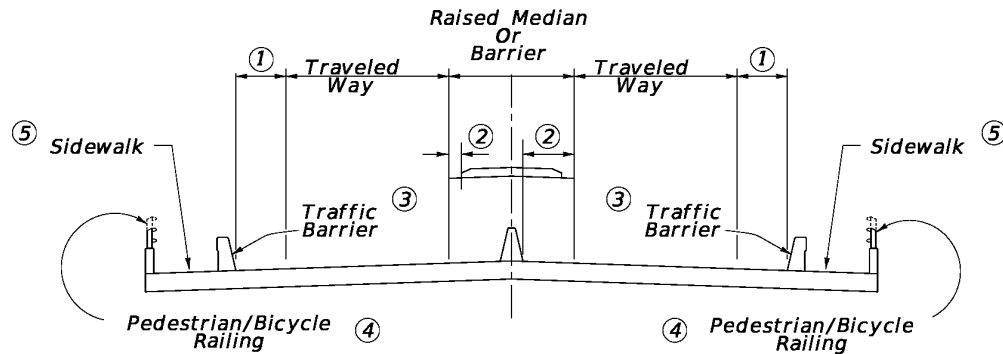 Raised Median
Or
Barrier
①
Traveled
Way
Traveled
Way
①
②
②
⑤
Sidewalk
Sidewalk
⑤
③
Traffic
Barrier
③
Traffic
Barrier
Pedestrian/Bicycle
Railing
④
④
Pedestrian/Bicycle
Railing